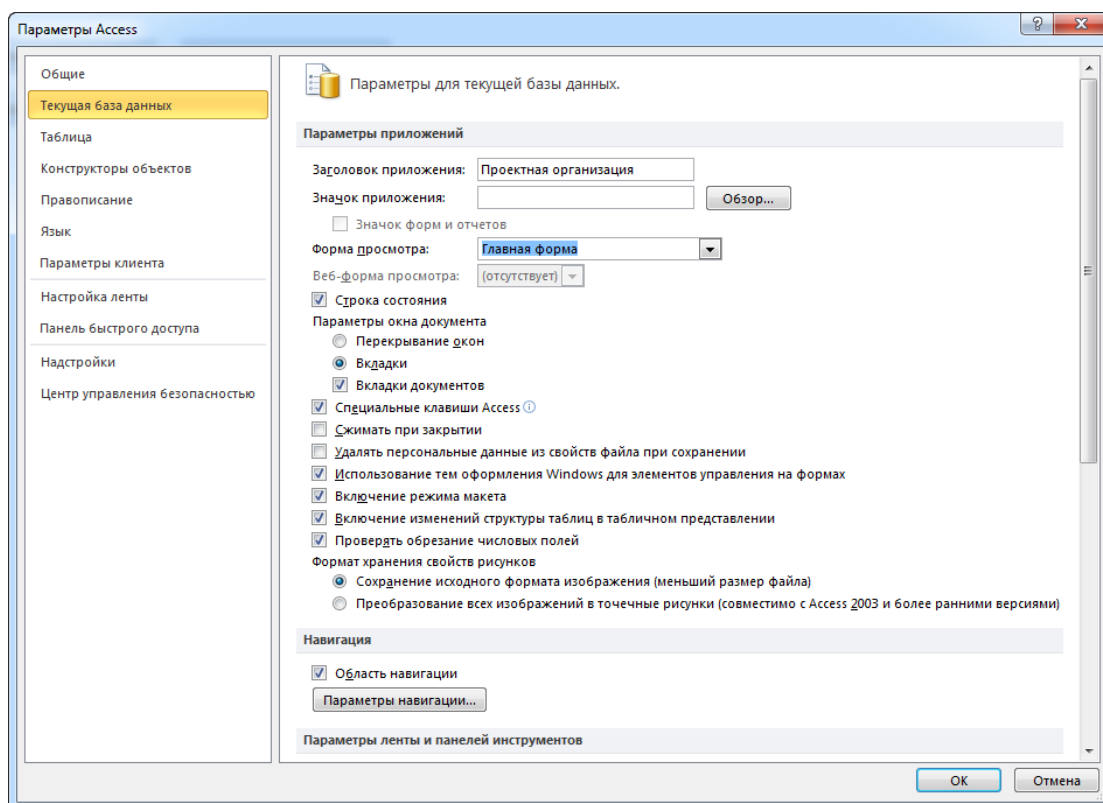 Параметры Access
Общие
Текущая база данных
Таблица
Конструкторы объектов
Правописание
Язык
Параметры клиента
Настройка ленты
Панель быстрого доступа
Надстройки
Центр управления безопасностью
Параметры для текущей базы данных.
Параметры приложений
Заголовок приложения: Проектная организация
Значок приложения: Обзор...
Значок форм и отчетов
Форма просмотра: Главная форма
Веб-форма просмотра: (отсутствует)
Строка состояния
Параметры окна документа
Перекрывание окон
Вкладки
Вкладки документов
Специальные клавиши Access
Сжимать при закрытии
Удалять персональные данные из свойств файла при сохранении
Использование тем оформления Windows для элементов управления на формах
Включение режима макета
Включение изменений структуры таблиц в табличном представлении
Проверять обрезание числовых полей
Формат хранения свойств рисунков
Сохранение исходного формата изображения (меньший размер файла)
Преобразование всех изображений в точечные рисунки (совместимо с Access 2003 и более ранними версиями)
Навигация
Область навигации
Параметры навигации...
Параметры ленты и панелей инструментов
ОК Отмена